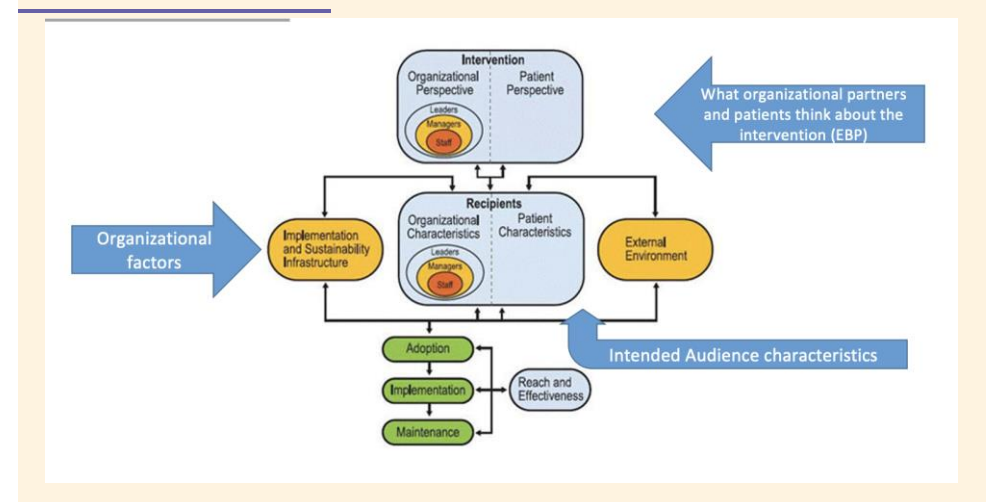 Intervention
Organizational
Perspective
Patient
Perspective
Leaders
Managers
Staff
What organizational partners
and patients think about the
intervention (EBP)
Recipients
Organizational
Characteristics
Patient
Characteristics
Leaders
Managers
Staff
Organizational
factors
Implementation
and Sustainability
Infrastructure
External
Environment
Intended Audience characteristics
Adoption
Implementation
Maintenance
Reach and
Effectiveness